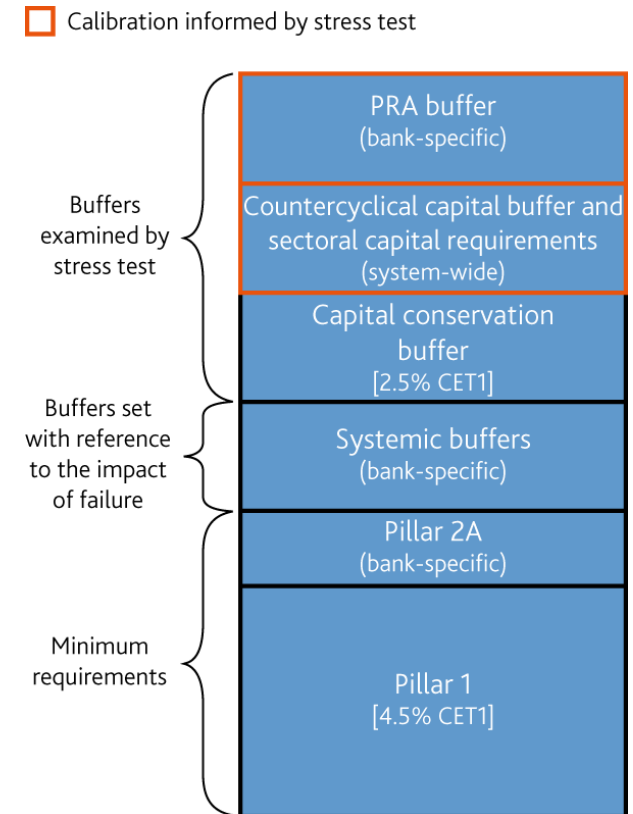 Calibration informed by stress test
PRA buffer
(bank-specific)
Buffers
examined by
stress test
Countercyclical capital buffer and
sectoral capital requirements
(system-wide)
Capital conservation
buffer
[2.5% CET1]
Buffers set
with reference
to the impact
of failure
Systemic buffers
(bank-specific)
Pillar 2A
(bank-specific)
Minimum
requirements
Pillar 1
[4.5% CET1]